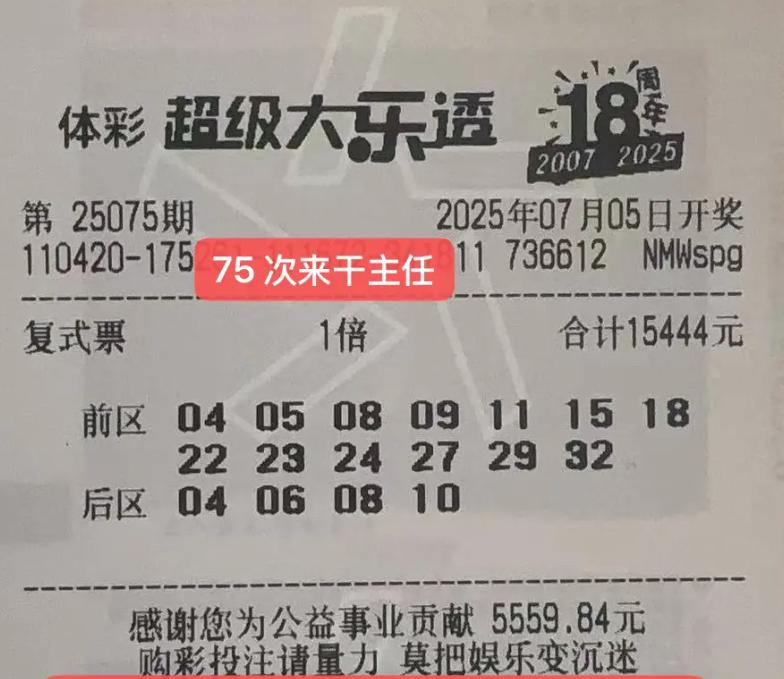 体彩 超级大乐透 18周年
2007 2025
第 25075期 2025年07月05日开奖
110420-175 11 736612 NMWspg
75 次来干主任
复式票 1倍 合计15444元
前区 04 05 08 09 11 15 18
22 23 24 27 29 32
后区 04 06 08 10
感谢您为公益事业贡献 5559.84元
购彩投注请量力 莫把娱乐变沉迷